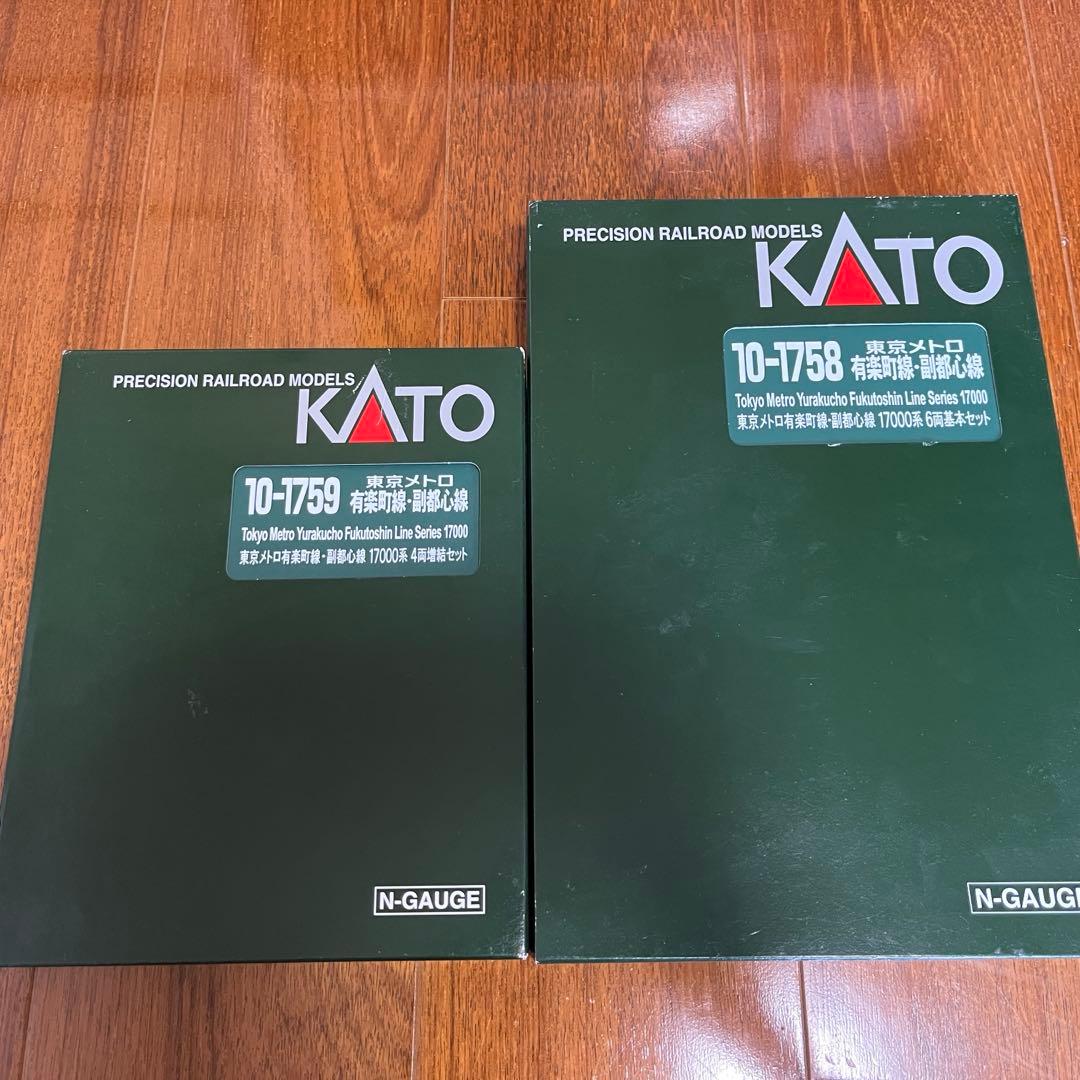 PRECISION RAILROAD MODELS
KATO
10-1759 東京メトロ
有楽町線・副都心線
Tokyo Metro Yurakucho Fukutoshin Line Series 17000
東京メトロ有楽町線・副都心線 17000系 4両増結セット
N-GAUGE
PRECISION RAILROAD MODELS
KATO
10-1758 東京メトロ
有楽町線・副都心線
Tokyo Metro Yurakucho Fukutoshin Line Series 17000
東京メトロ有楽町線・副都心線 17000系 6両基本セット
N-GAUGE